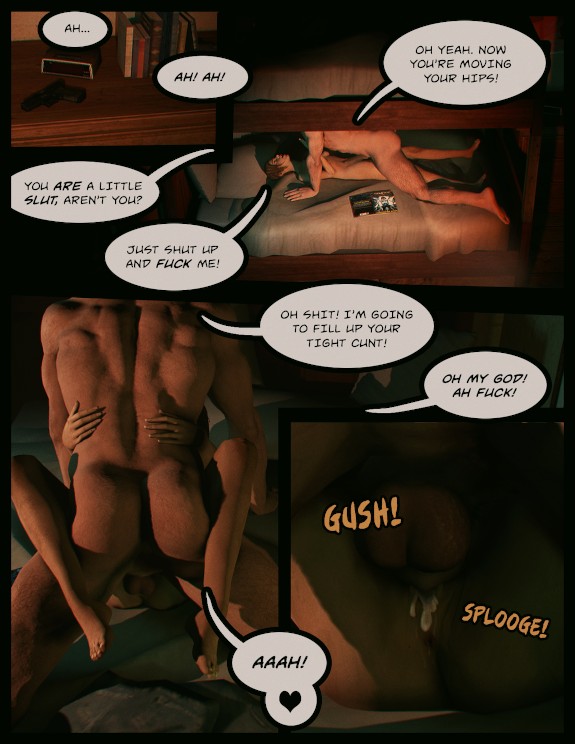 AH...
AH! AH!
OH YEAH. NOW
YOU'RE MOVING
YOUR HIPS!
YOU ARE A LITTLE
SLUT, AREN'T YOU?
JUST SHUT UP
AND FUCK ME!
OH SHIT! I'M GOING
TO FILL UP YOUR
TIGHT CUNT!
OH MY GOD!
AH FUCK!
GUSH!
SPLOOGE!
AAAH!